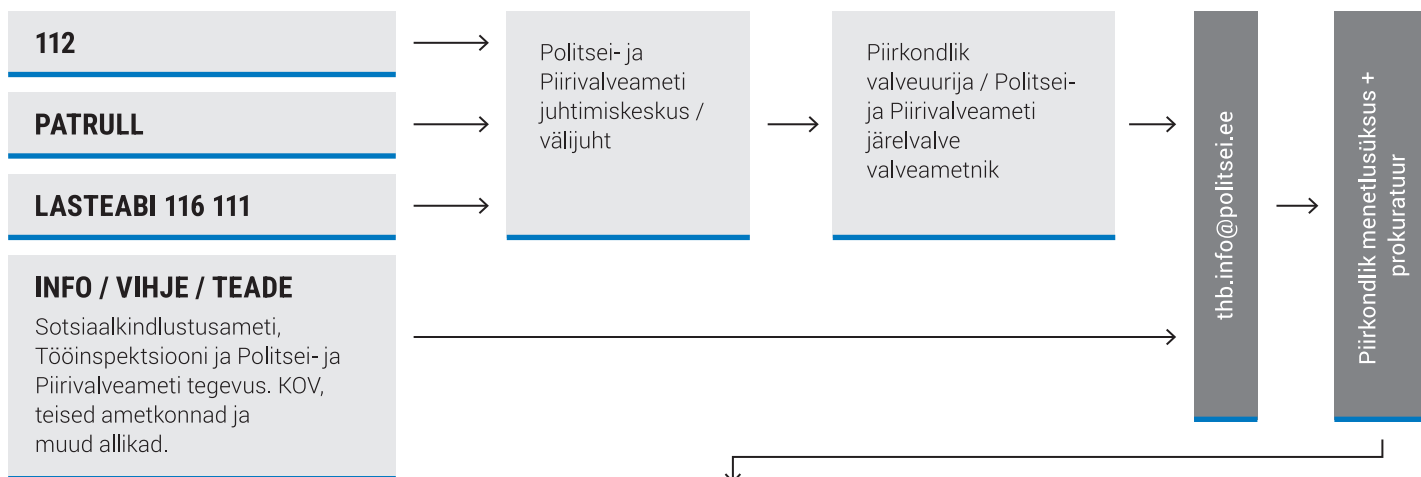 112
PATRULL
LASTEABI 116 111
INFO / VIHJE / TEADE
Sotsiaalkindlustusameti,
Tööinspektsiooni ja Politsei- ja
Piirivalveameti tegevus. KOV,
teised ametkonnad ja
muud allikad.
Politsei- ja
Piirivalveameti
juhtimiskeskus /
välijuht
Piirkondlik
valveuurija / Politsei-
ja Piirivalveameti
järelvalve
valveametnik
thb.info@politsei.ee
Piirkondlik menetlusüksus +
prokuratuur